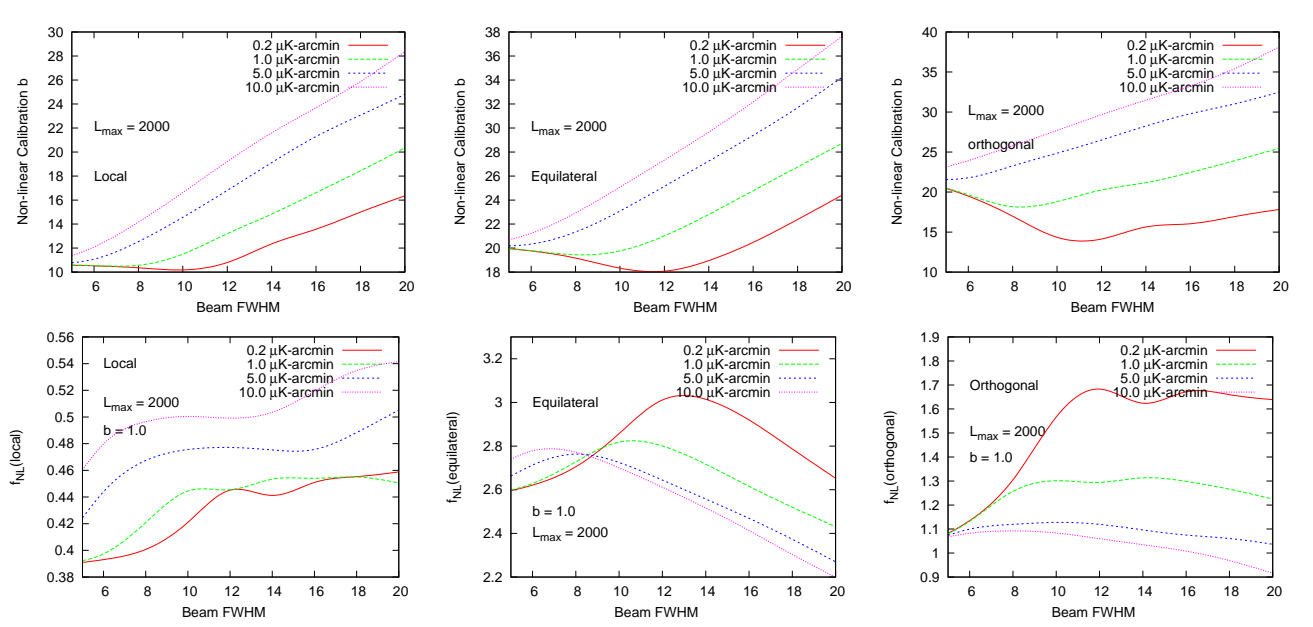 30
28
26
24
22
20
18
16
14
12
10
Non-linear Calibration b
0.2 μK-arcmin
1.0 μK-arcmin
5.0 μK-arcmin
10.0 μK-arcmin
Lmax = 2000
Local
6 8 10 12 14 16 18 20
Beam FWHM
38
36
34
32
30
28
26
24
22
20
18
Non-linear Calibration b
0.2 μK-arcmin
1.0 μK-arcmin
5.0 μK-arcmin
10.0 μK-arcmin
Lmax = 2000
Equilateral
6 8 10 12 14 16 18 20
Beam FWHM
40
35
30
25
20
15
10
Non-linear Calibration b
0.2 μK-arcmin
1.0 μK-arcmin
5.0 μK-arcmin
10.0 μK-arcmin
Lmax = 2000
orthogonal
6 8 10 12 14 16 18 20
Beam FWHM
0.56
0.54
0.52
0.5
0.48
0.46
0.44
0.42
0.4
0.38
fNL(local)
0.2 μK-arcmin
1.0 μK-arcmin
5.0 μK-arcmin
10.0 μK-arcmin
Local
Lmax = 2000
b = 1.0
6 8 10 12 14 16 18 20
Beam FWHM
3.2
3
2.8
2.6
2.4
2.2
fNL(equilateral)
0.2 μK-arcmin
1.0 μK-arcmin
5.0 μK-arcmin
10.0 μK-arcmin
Equilateral
b = 1.0
Lmax = 2000
6 8 10 12 14 16 18 20
Beam FWHM
1.9
1.8
1.7
1.6
1.5
1.4
1.3
1.2
1.1
1
0.9
fNL(orthogonal)
0.2 μK-arcmin
1.0 μK-arcmin
5.0 μK-arcmin
10.0 μK-arcmin
Orthogonal
Lmax = 2000
b = 1.0
6 8 10 12 14 16 18 20
Beam FWHM